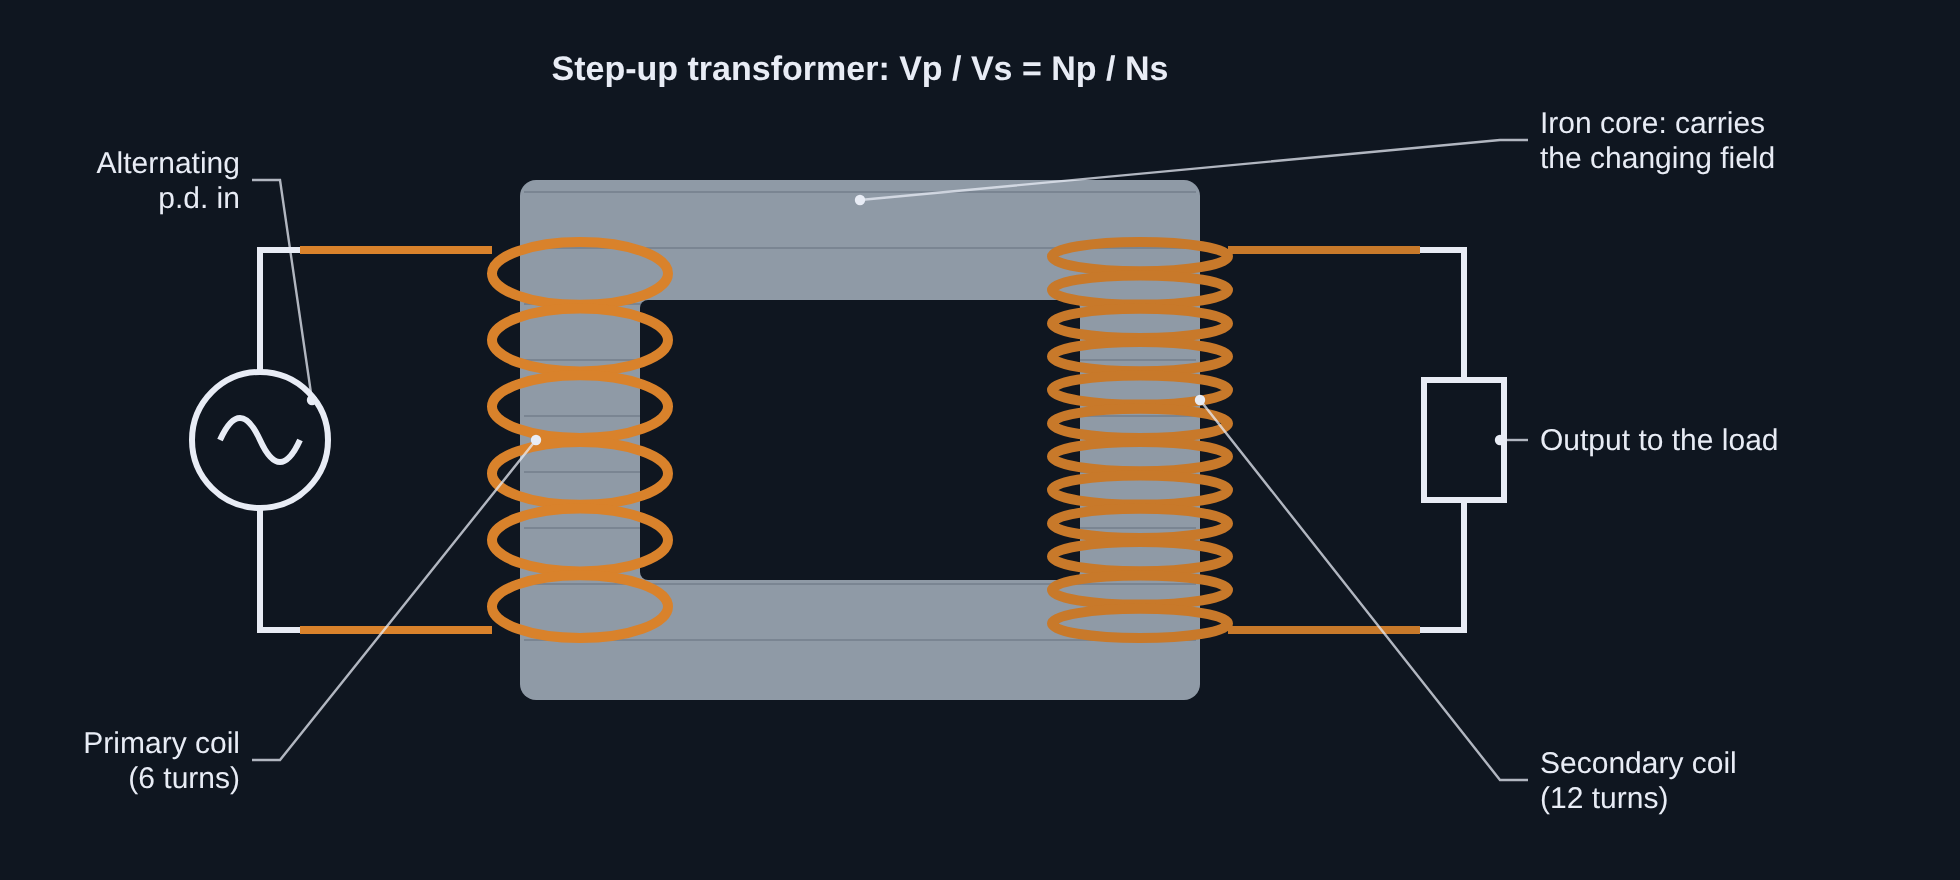 Step-up transformer: Vp / Vs = Np / Ns
Alternating
p.d. in
Iron core: carries
the changing field
Output to the load
Primary coil
(6 turns)
Secondary coil
(12 turns)